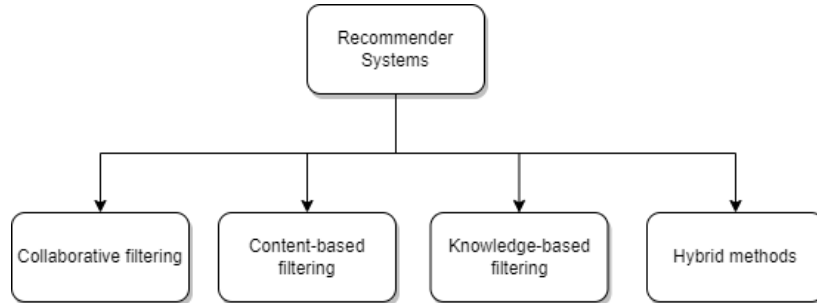 Recommender
Systems
Collaborative filtering
Content-based
filtering
Knowledge-based
filtering
Hybrid methods